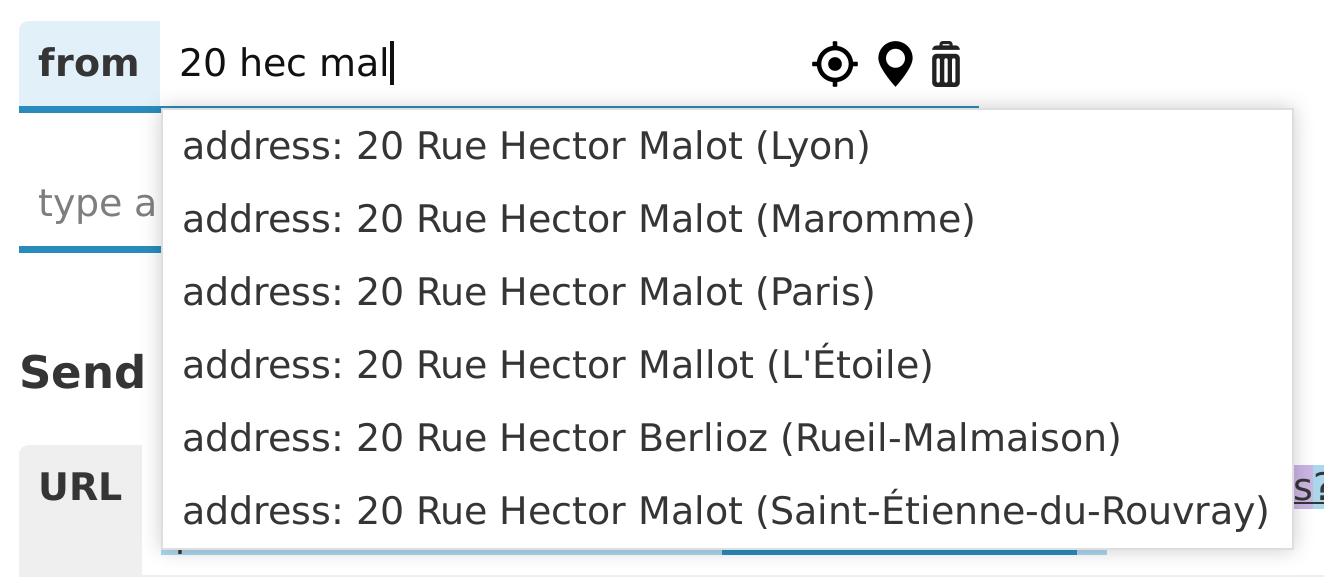 from 20 hec mal
address: 20 Rue Hector Malot (Lyon)
type a
address: 20 Rue Hector Malot (Maromme)
address: 20 Rue Hector Malot (Paris)
Send
address: 20 Rue Hector Mallot (L'Étoile)
address: 20 Rue Hector Berlioz (Rueil-Malmaison)
URL
s?
address: 20 Rue Hector Malot (Saint-Étienne-du-Rouvray)